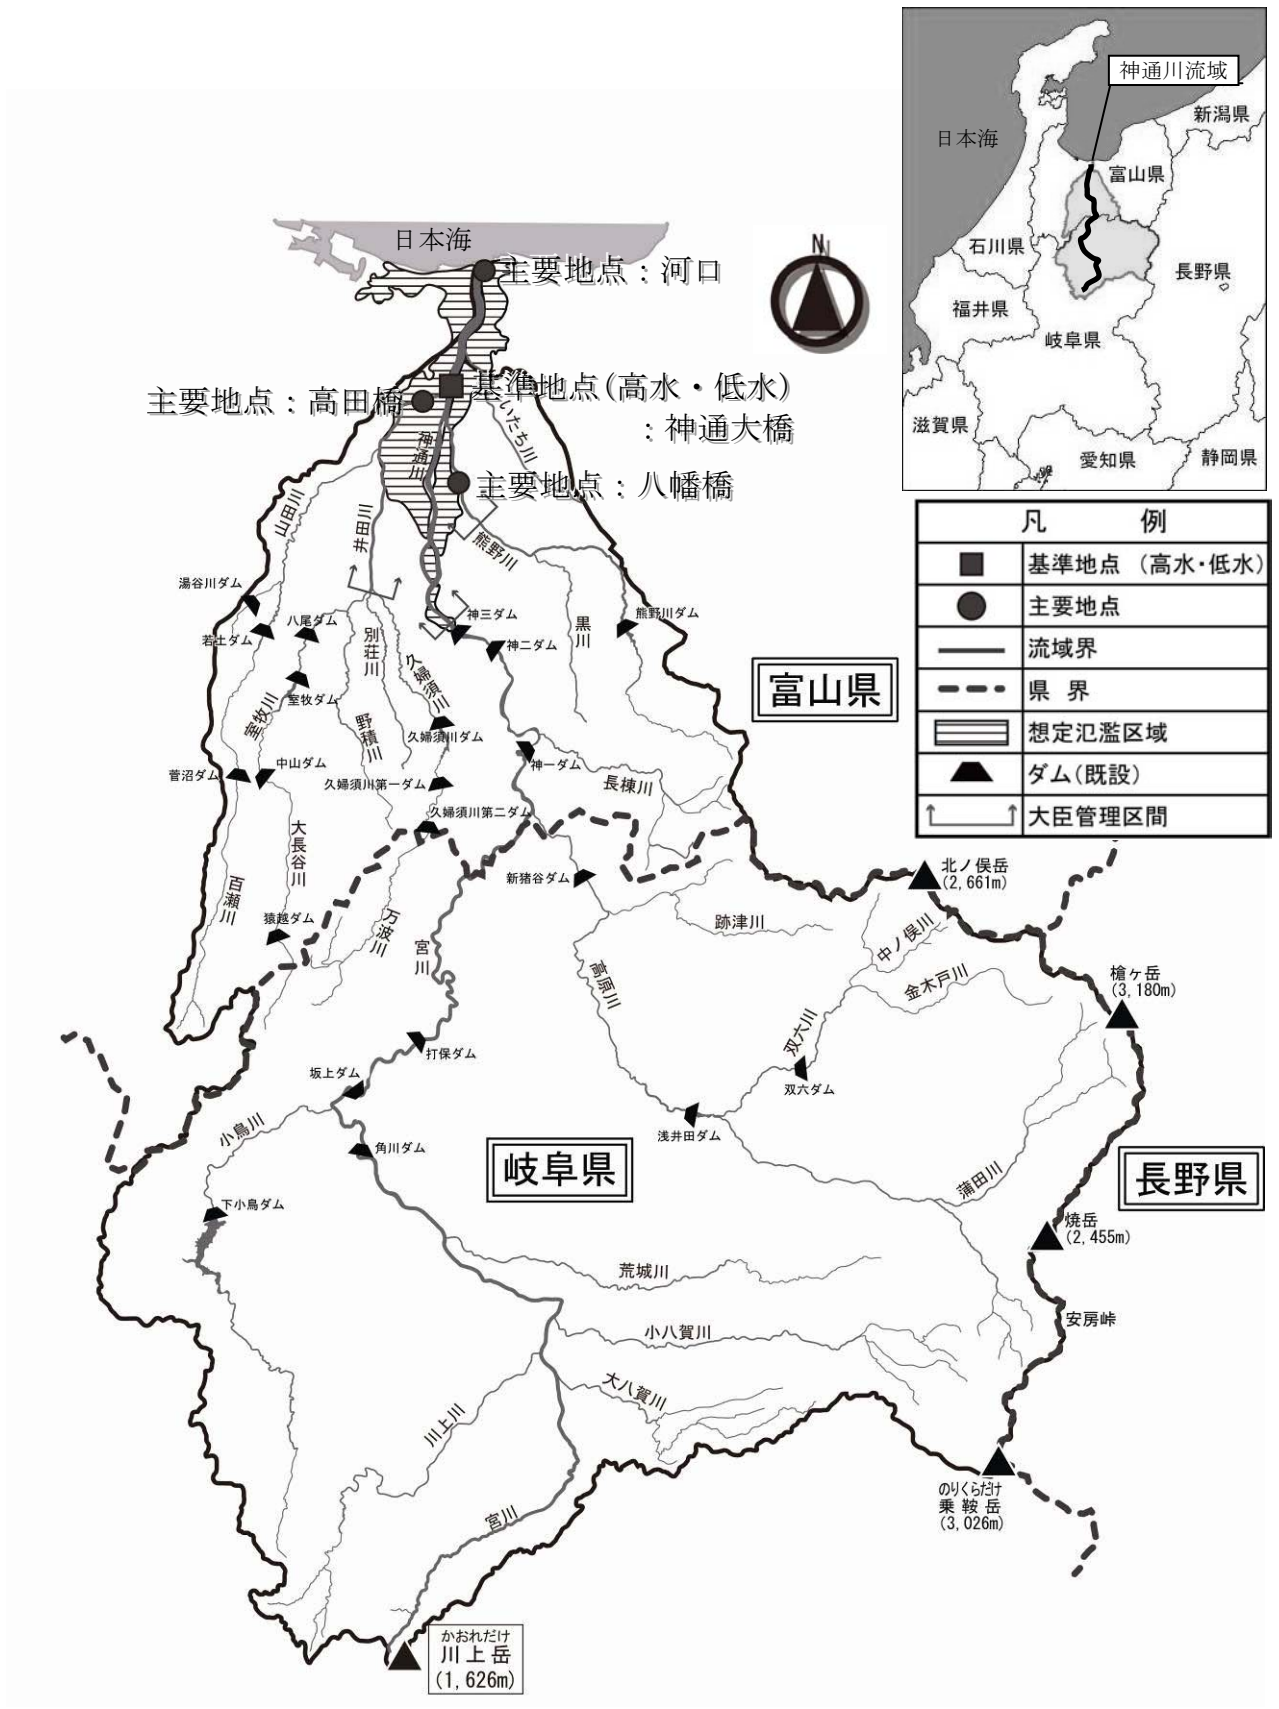 神通川流域
日本海
新潟県
富山県
石川県
長野県
福井県
岐阜県
滋賀県
愛知県
静岡県
日本海
主要地点：河口
N
主要地点：高田橋
基準地点(高水・低水)
：神通大橋
いたち川
神通川
主要地点：八幡橋
山田川
井田川
熊野川
凡 例
基準地点 (高水・低水)
主要地点
流域界
県 界
想定氾濫区域
ダム(既設)
大臣管理区間
湯谷川ダム
若土ダム
八尾ダム
別荘川
久婦須川
神三ダム
神二ダム
黒川
熊野川ダム
富山県
室牧ダム
室牧川
野積川
久婦須川ダム
菅沼ダム
中山ダム
久婦須川第一ダム
神一ダム
長棟川
久婦須川第二ダム
大長谷川
百瀬川
猿越ダム
万波川
宮川
新猪谷ダム
跡津川
北ノ俣岳
(2,661m)
中ノ俣川
金木戸川
槍ヶ岳
(3,180m)
高原川
双六川
双六ダム
打保ダム
坂上ダム
浅井田ダム
小鳥川
角川ダム
岐阜県
蒲田川
長野県
下小鳥ダム
焼岳
(2,455m)
荒城川
安房峠
小八賀川
大八賀川
川上川
のりくらだけ
乗鞍岳
(3,026m)
宮川
かおれだけ
川上岳
(1,626m)